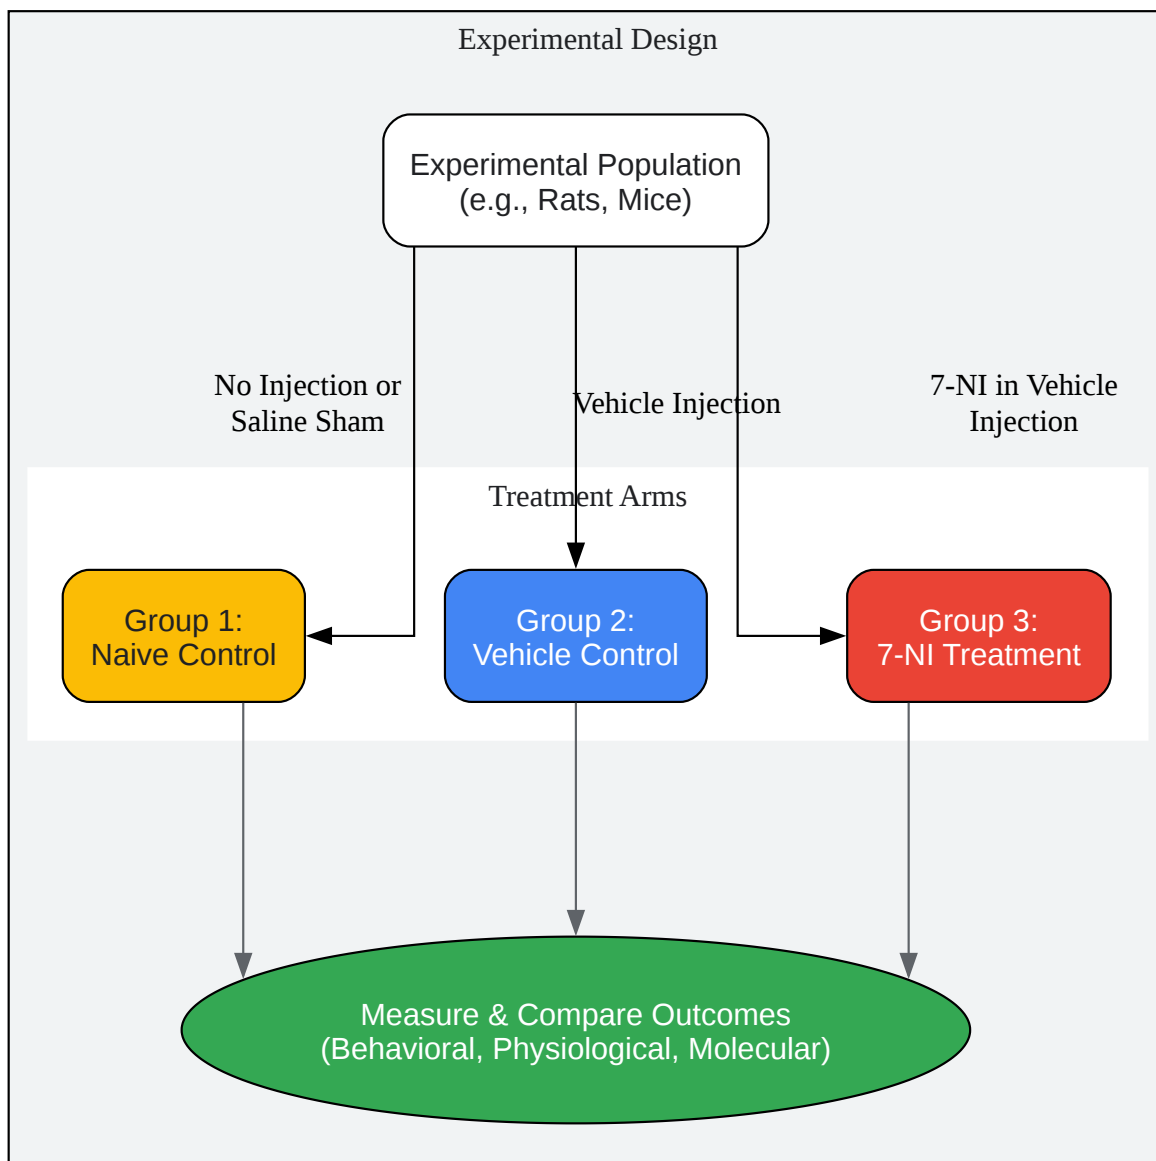 Experimental Design
Experimental Population
(e.g., Rats, Mice)
No Injection or
Saline Sham
Vehicle Injection
7-NI in Vehicle
Injection
Treatment Arms
Group 1:
Naive Control
Group 2:
Vehicle Control
Group 3:
7-NI Treatment
Measure & Compare Outcomes
(Behavioral, Physiological, Molecular)